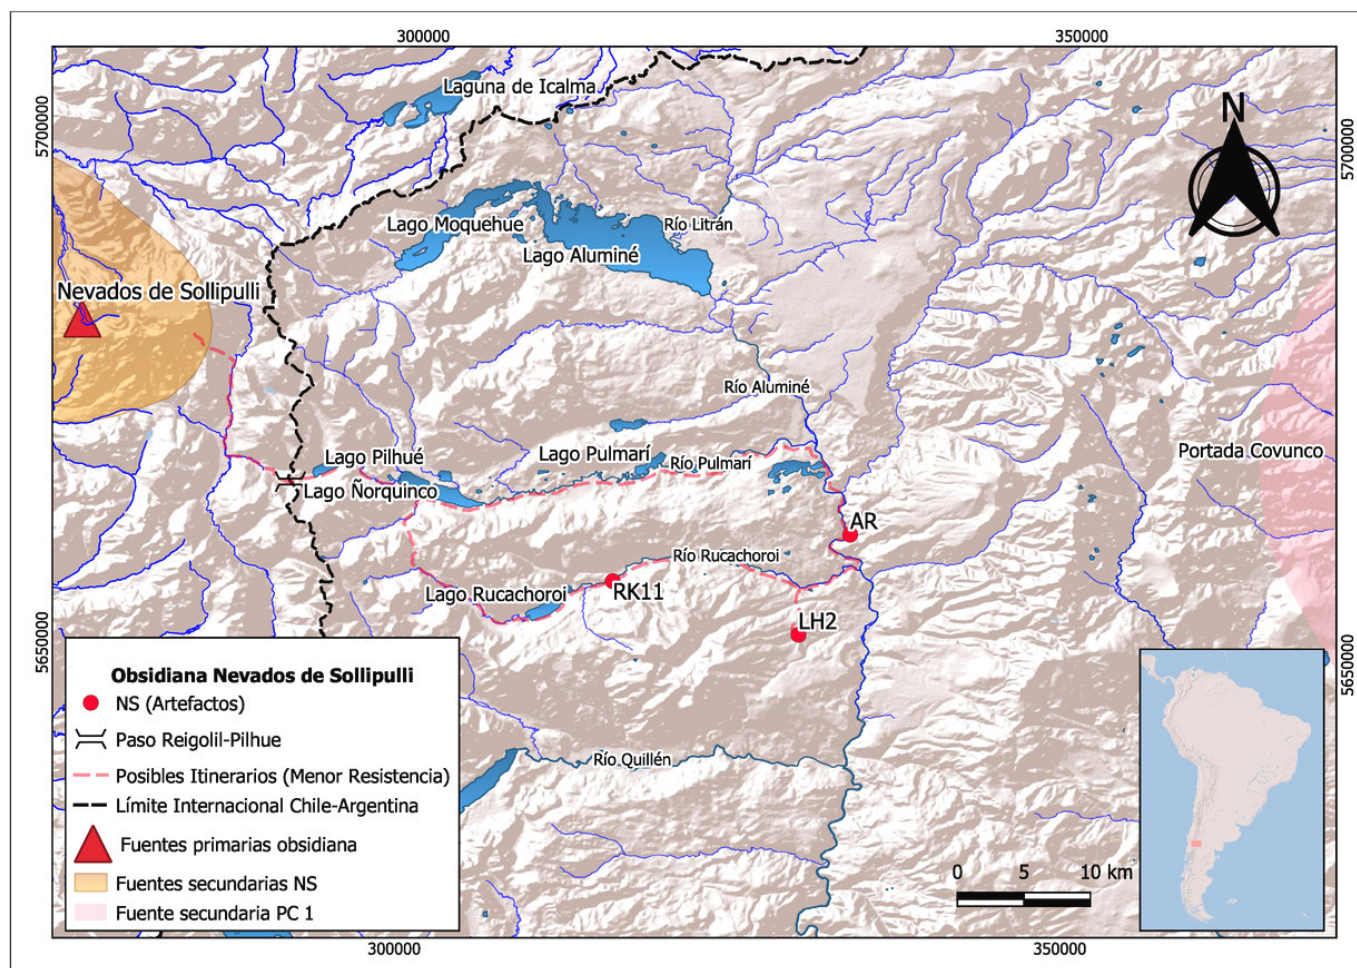 300000
350000
5700000
5700000
N
Laguna de Icalma
Lago Moquehue
Río Litrán
Lago Aluminé
Nevados de Sollipulli
Río Aluminé
Lago Pilhué
Lago Pulmarí
Río Pulmarí
Portada Covunco
Lago Ñorquinco
AR
Río Rucachoroi
Lago Rucachoroi
RK11
LH2
5650000
5650000
Río Quillén
Obsidiana Nevados de Sollipulli
NS (Artefactos)
Paso Reigolil-Pilhue
Posibles Itinerarios (Menor Resistencia)
Límite Internacional Chile-Argentina
Fuentes primarias obsidiana
Fuentes secundarias NS
Fuente secundaria PC 1
0 5 10 km
300000
350000